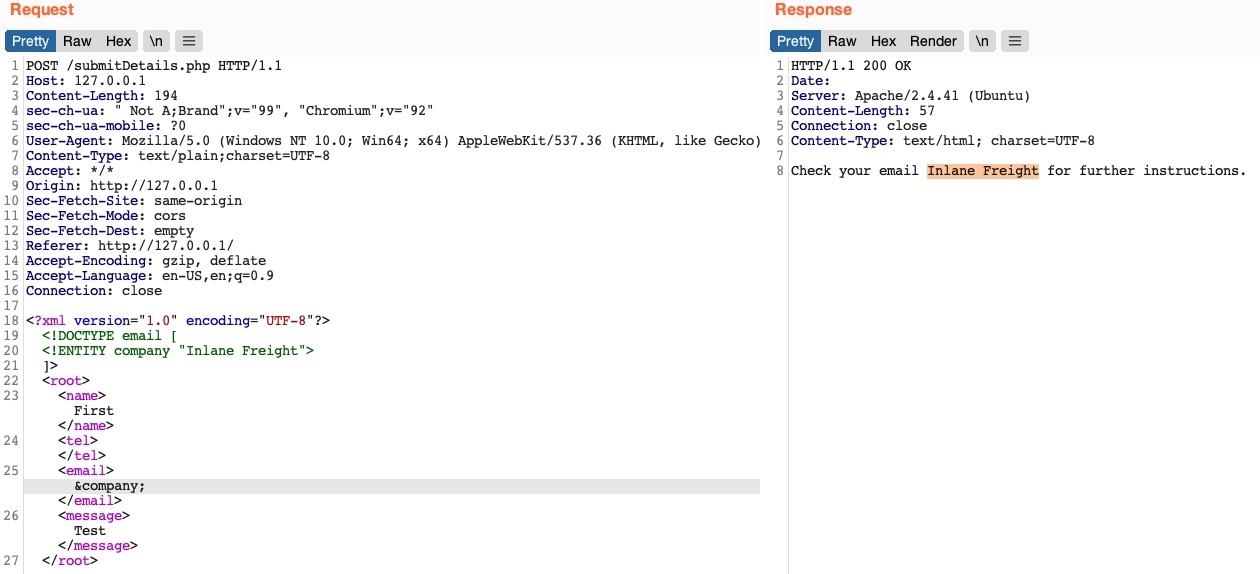 Request
Pretty Raw Hex \n ≡
1 POST /submitDetails.php HTTP/1.1
2 Host: 127.0.0.1
3 Content-Length: 194
4 sec-ch-ua: " Not A;Brand";v="99", "Chromium";v="92"
5 sec-ch-ua-mobile: ?0
6 User-Agent: Mozilla/5.0 (Windows NT 10.0; Win64; x64) AppleWebKit/537.36 (KHTML, like Gecko)
7 Content-Type: text/plain;charset=UTF-8
8 Accept: */*
9 Origin: http://127.0.0.1
10 Sec-Fetch-Site: same-origin
11 Sec-Fetch-Mode: cors
12 Sec-Fetch-Dest: empty
13 Referer: http://127.0.0.1/
14 Accept-Encoding: gzip, deflate
15 Accept-Language: en-US,en;q=0.9
16 Connection: close
17
18 <?xml version="1.0" encoding="UTF-8"?>
19 <!DOCTYPE email [
20 <!ENTITY company "Inlane Freight">
21 ]>
22 <root>
23 <name>
First
</name>
24 <tel>
</tel>
25 <email>
&company;
</email>
26 <message>
Test
</message>
27 </root>
Response
Pretty Raw Hex Render \n ≡
1 HTTP/1.1 200 OK
2 Date:
3 Server: Apache/2.4.41 (Ubuntu)
4 Content-Length: 57
5 Connection: close
6 Content-Type: text/html; charset=UTF-8
7
8 Check your email Inlane Freight for further instructions.